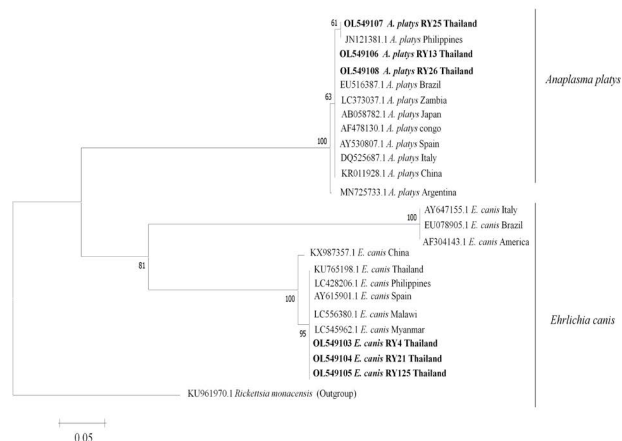 61
OL549107 A. platys RY25 Thailand
JN121381.1 A. platys Philippines
OL549106 A. platys RY13 Thailand
OL549108 A. platys RY26 Thailand
EU516387.1 A. platys Brazil
63
LC373037.1 A. platys Zambia
AB058782.1 A. platys Japan
AF478130.1 A. platys congo
100
AY530807.1 A. platys Spain
DQ525687.1 A. platys Italy
KR011928.1 A. platys China
MN725733.1 A. platys Argentina
Anaplasma platys
AY647155.1 E. canis Italy
100
EU078905.1 E. canis Brazil
AF304143.1 E. canis America
KX987357.1 E. canis China
81
KU765198.1 E. canis Thailand
LC428206.1 E. canis Philippines
100
AY615901.1 E. canis Spain
LC556380.1 E. canis Malawi
95
LC545962.1 E. canis Myanmar
OL549103 E. canis RY4 Thailand
OL549104 E. canis RY21 Thailand
OL549105 E. canis RY125 Thailand
Ehrlichia canis
KU961970.1 Rickettsia monacensis (Outgroup)
0.05